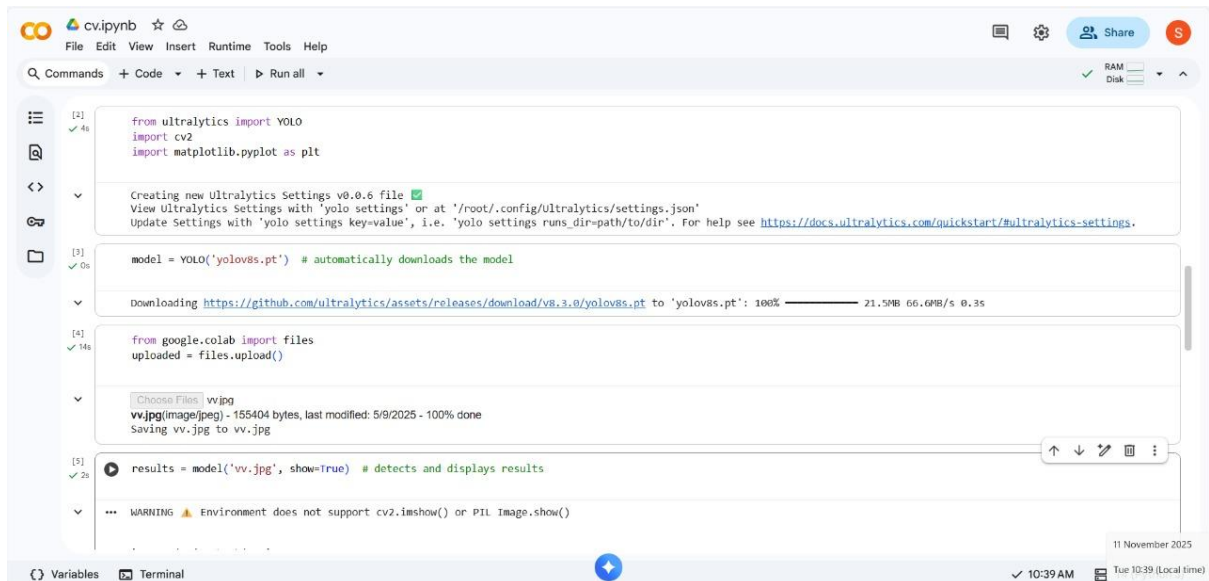 cv.ipynb
File Edit View Insert Runtime Tools Help
Share
S
Commands + Code + Text Run all
RAM
Disk
[2]
4s
from ultralytics import YOLO
import cv2
import matplotlib.pyplot as plt
Creating new Ultralytics Settings v0.0.6 file ✅
View Ultralytics Settings with 'yolo settings' or at '/root/.config/Ultralytics/settings.json'
Update Settings with 'yolo settings key=value', i.e. 'yolo settings runs_dir=path/to/dir'. For help see https://docs.ultralytics.com/quickstart/#ultralytics-settings.
[3]
0s
model = YOLO('yolov8s.pt') # automatically downloads the model
Downloading https://github.com/ultralytics/assets/releases/download/v8.3.0/yolov8s.pt to 'yolov8s.pt': 100% ━━━━━━━━━━━━ 21.5MB 66.6MB/s 0.3s
[4]
14s
from google.colab import files
uploaded = files.upload()
Choose Files vv.jpg
vv.jpg(image/jpeg) - 155404 bytes, last modified: 5/9/2025 - 100% done
Saving vv.jpg to vv.jpg
[5]
2s
results = model('vv.jpg', show=True) # detects and displays results
... WARNING ⚠️ Environment does not support cv2.imshow() or PIL Image.show()
11 November 2025
{} Variables Terminal
10:39 AM
Tue 10:39 (Local time)